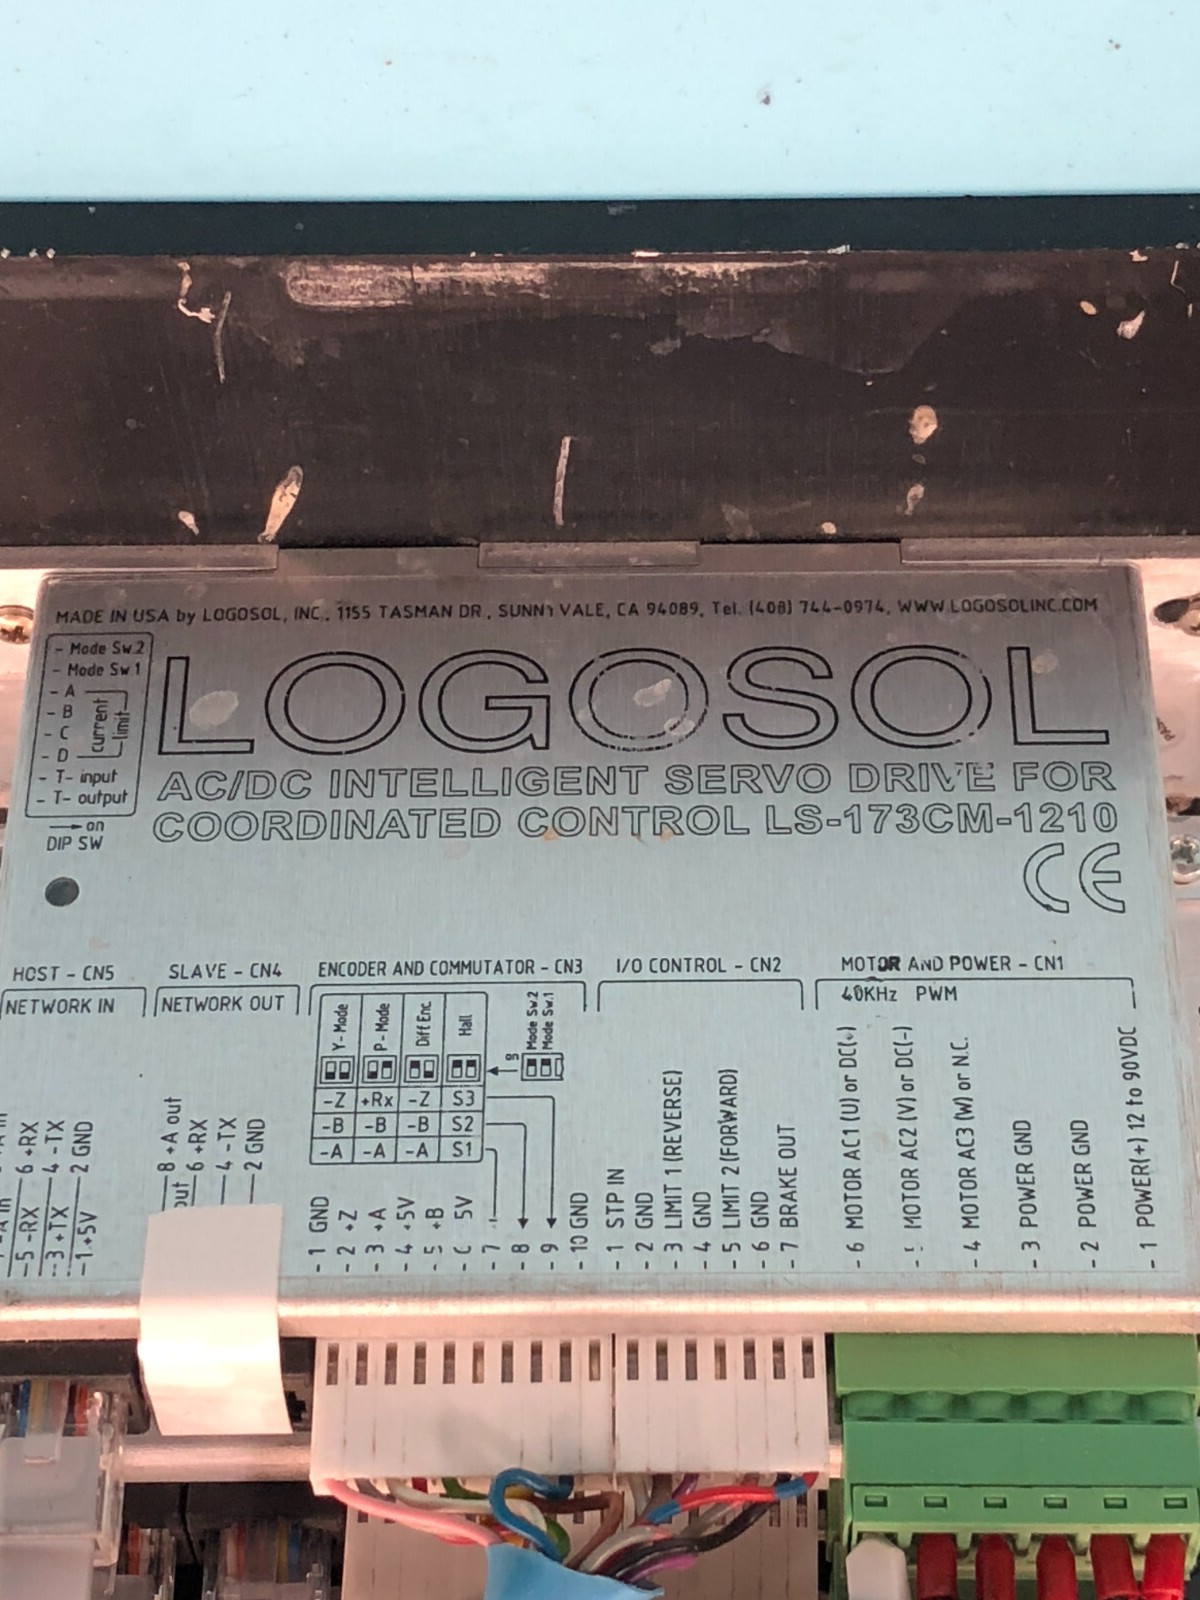 MADE IN USA by LOGOSOL, INC., 1155 TASMAN DR., SUNNYVALE, CA 94089, Tel. (408) 744-0974, WWW.LOGOSOLINC.COM
- Mode Sw.2
- Mode Sw 1
- A
- B
- C
- D
current limit
- T- input
- T- output
on
DIP SW
LOGOSOL
AC/DC INTELLIGENT SERVO DRIVE FOR
COORDINATED CONTROL LS-173CM-1210
CE
HOST - CN5
NETWORK IN
6 +RX
4 -TX
2 GND
-5 -RX
3 +TX
-1 +5V
SLAVE - CN4
NETWORK OUT
8 +A out
6 +RX
4 -TX
2 GND
out
ENCODER AND COMMUTATOR - CN3
Y- Mode
P- Mode
Diff Enc
Hall
Mode Sw.2
Mode Sw.1
on
-Z +Rx -Z S3
-B -B -B S2
-A -A -A S1
- 1 GND
- 2 +Z
- 3 +A
- 4 +5V
- 5 +B
5V
- 7
- 8
- 9
- 10 GND
I/O CONTROL - CN2
- 1 STP IN
- 2 GND
- 3 LIMIT 1 (REVERSE)
- 4 GND
- 5 LIMIT 2 (FORWARD)
- 6 GND
- 7 BRAKE OUT
MOTOR AND POWER - CN1
40KHz PWM
- 6 MOTOR AC1 (U) or DC(+)
MOTOR AC2 (V) or DC(-)
- 4 MOTOR AC3 (W) or N.C.
- 3 POWER GND
- 2 POWER GND
- 1 POWER(+) 12 to 90VDC